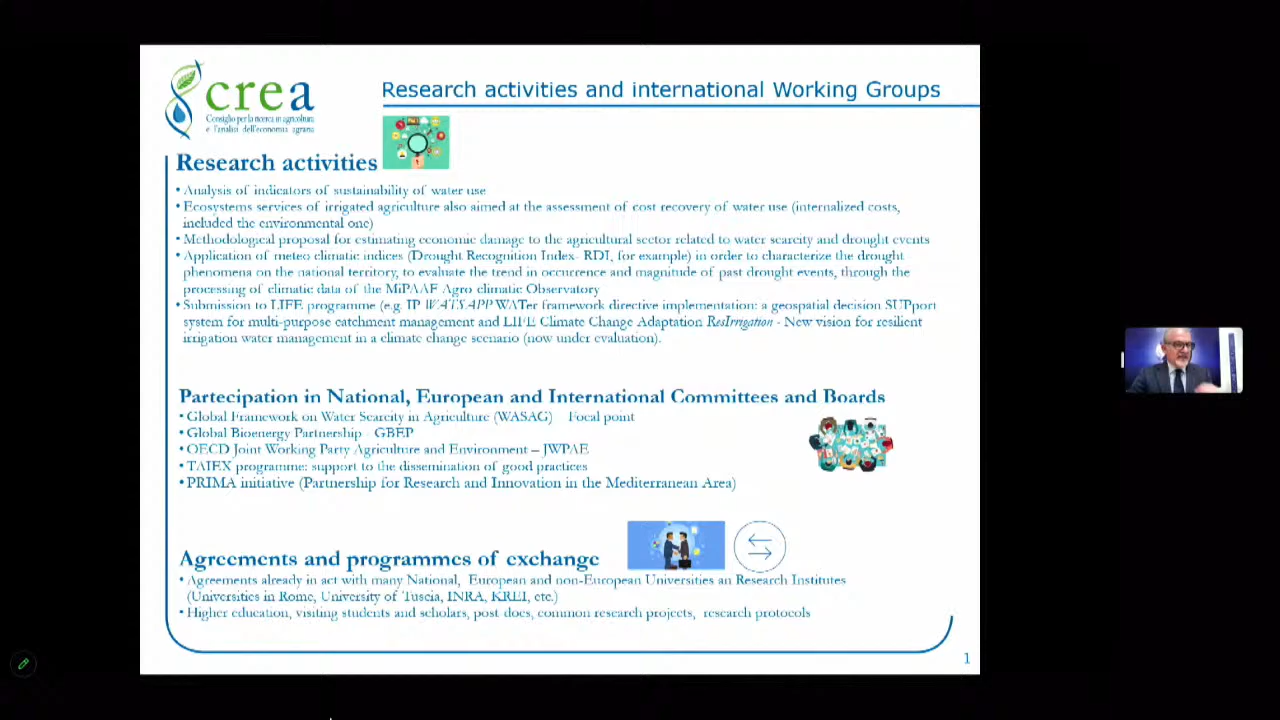 crea
Consiglio per la ricerca in agricoltura
e l'analisi dell'economia agraria
Research activities and international Working Groups
Research activities
• Analysis of indicators of sustainability of water use
• Ecosystems services of irrigated agriculture also aimed at the assessment of cost recovery of water use (internalized costs,
included the environmental one)
• Methodological proposal for estimating economic damage to the agricultural sector related to water scarcity and drought events
• Application of meteo climatic indices (Drought Recognition Index- RDI, for example) in order to characterize the drought
phenomena on the national territory, to evaluate the trend in occurrence and magnitude of past drought events, through the
processing of climatic data of the MiPAAF Agro climatic Observatory
• Submission to LIFE programme (e.g. IP WATSAPP WATer framework directive implementation: a geospatial decision SUPport
system for multi-purpose catchment management and LIFE Climate Change Adaptation ResIrrigation - New vision for resilient
irrigation water management in a climate change scenario (now under evaluation).
Partecipation in National, European and International Committees and Boards
• Global Framework on Water Scarcity in Agriculture (WASAG) – Focal point
• Global Bioenergy Partnership - GBEP
• OECD Joint Working Party Agriculture and Environment – JWPAE
• TAIEX programme: support to the dissemination of good practices
• PRIMA initiative (Partnership for Research and Innovation in the Mediterranean Area)
Agreements and programmes of exchange
• Agreements already in act with many National, European and non-European Universities an Research Institutes
(Universities in Rome, University of Tuscia, INRA, KREI, etc.)
• Higher education, visiting students and scholars, post docs, common research projects, research protocols
1